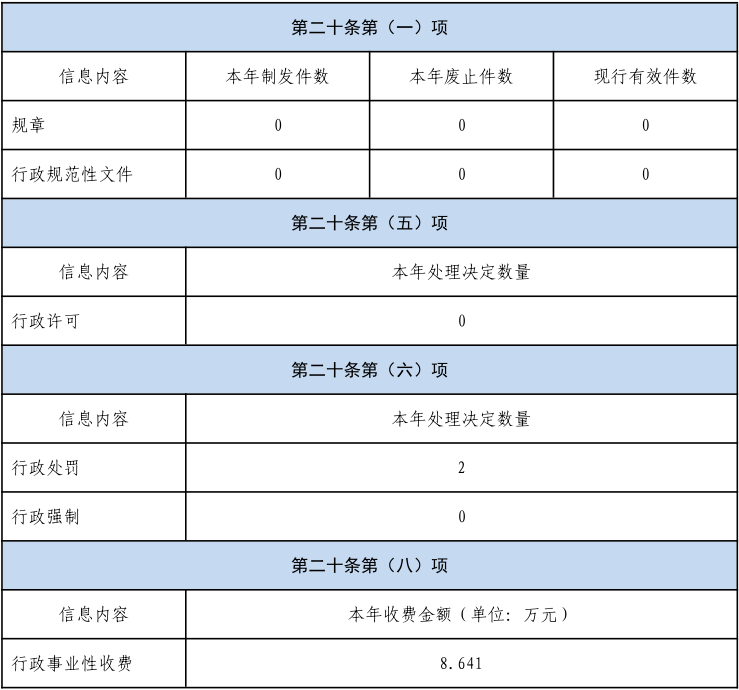 第二十条第（一）项
信息内容 本年制发件数 本年废止件数 现行有效件数
规章 0 0 0
行政规范性文件 0 0 0
第二十条第（五）项
信息内容 本年处理决定数量
行政许可 0
第二十条第（六）项
信息内容 本年处理决定数量
行政处罚 2
行政强制 0
第二十条第（八）项
信息内容 本年收费金额（单位：万元）
行政事业性收费 8.641